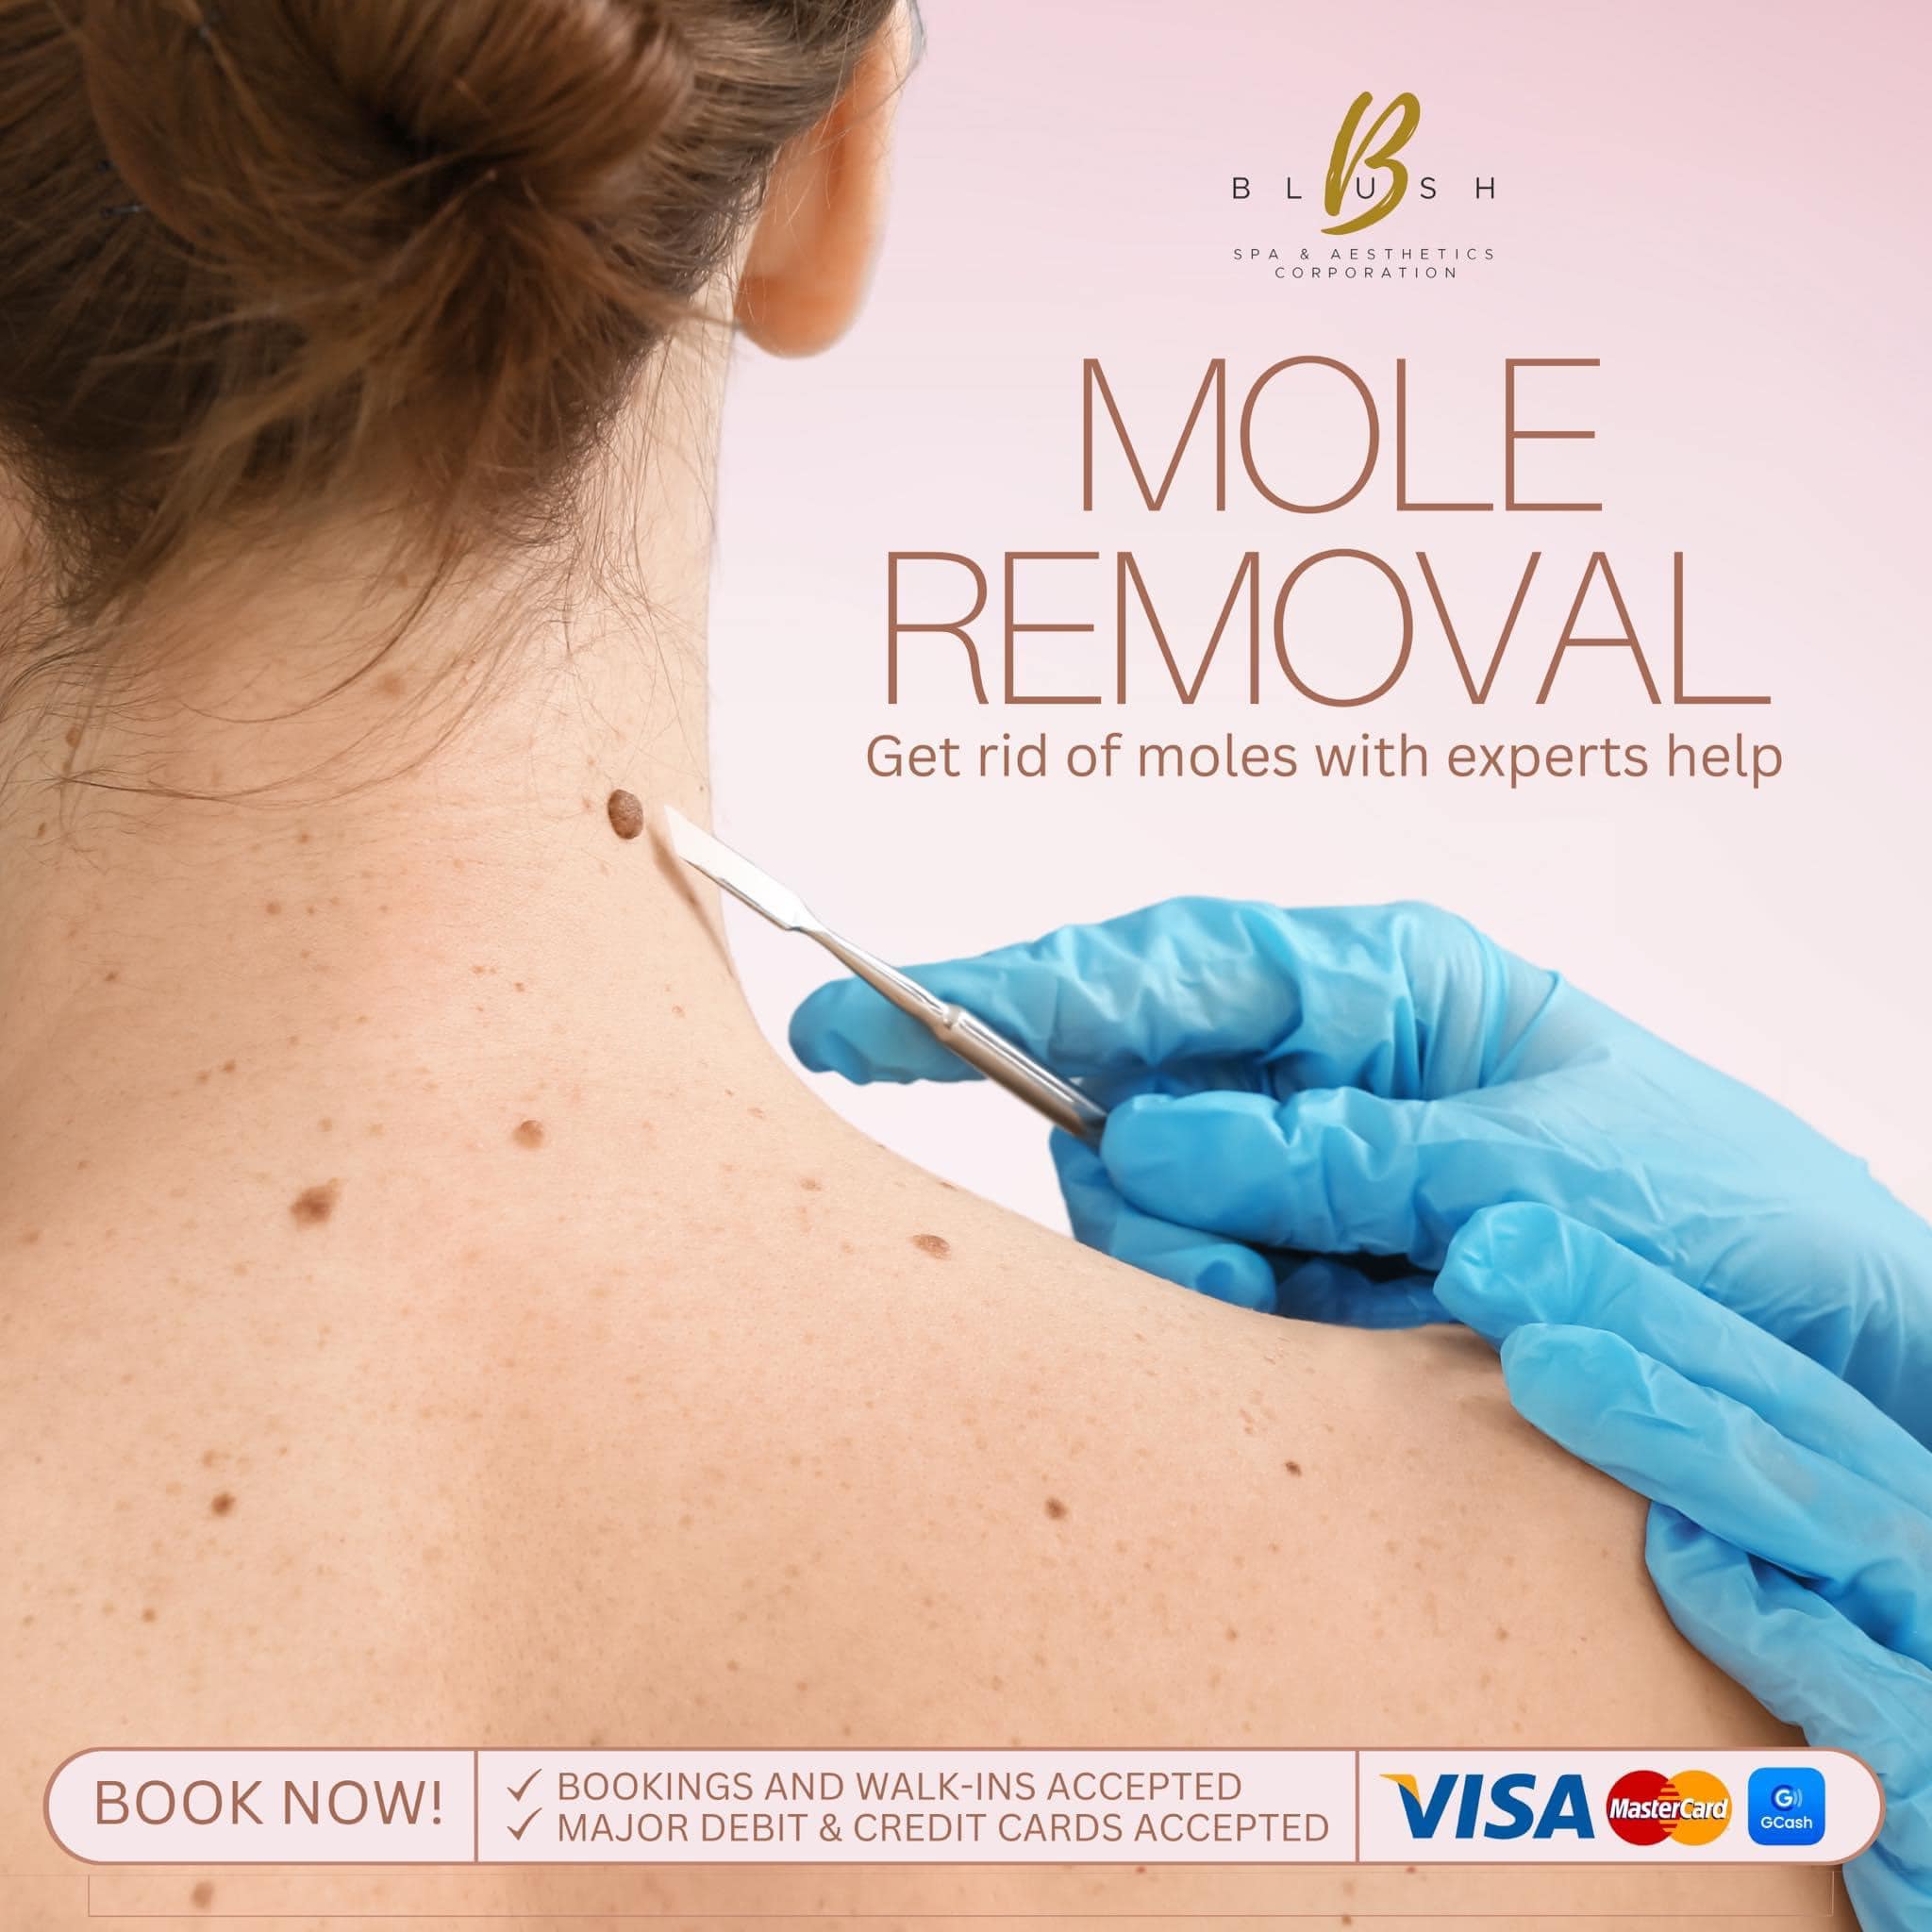 BLUSH
B
SPA & AESTHETICS
CORPORATION
MOLE
REMOVAL
Get rid of moles with experts help
BOOK NOW!
BOOKINGS AND WALK-INS ACCEPTED
MAJOR DEBIT & CREDIT CARDS ACCEPTED
VISA
MasterCard
G
GCash